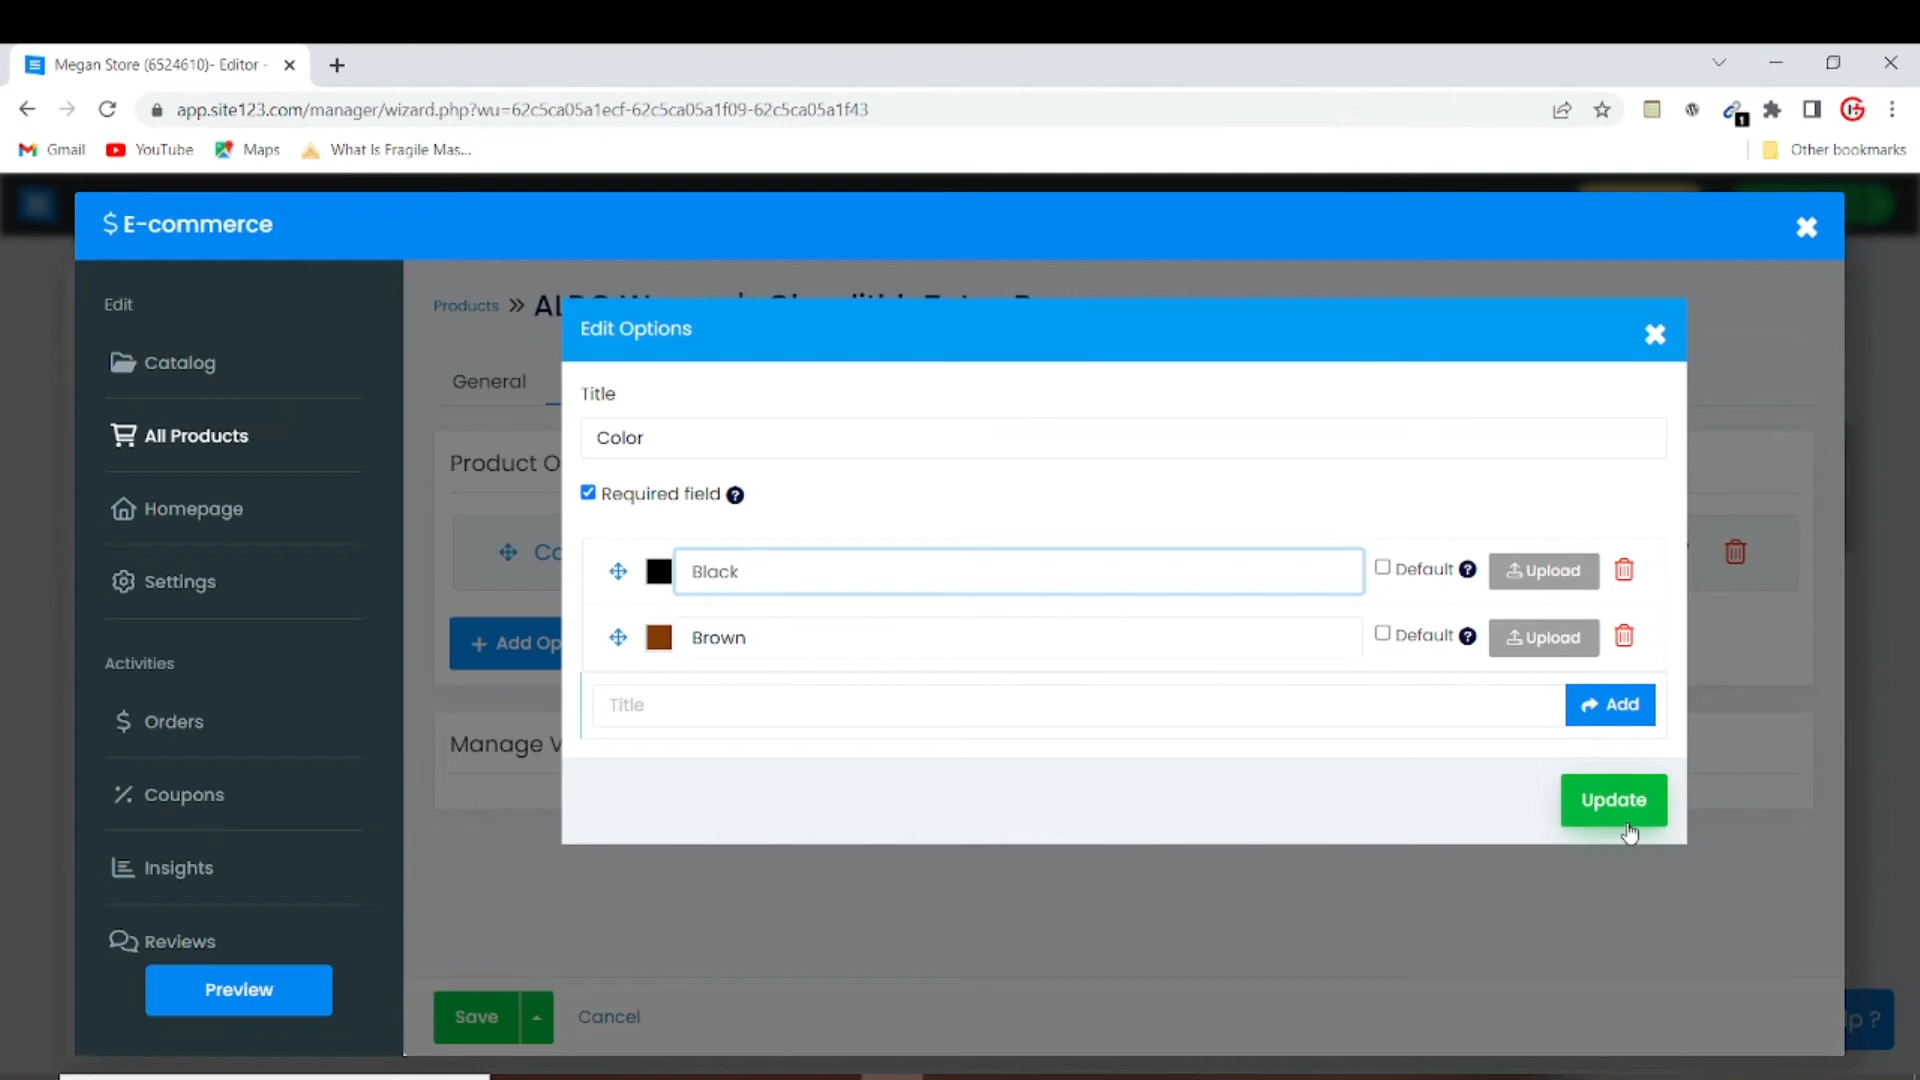 Megan Store (6524610)- Editor -
app.site123.com/manager/wizard.php?wu=62c5ca05a1ecf-62c5ca05a1f09-62c5ca05a1f43
1
Gmail
YouTube
Maps
What Is Fragile Mas...
Other bookmarks
$ E-commerce
Edit
Catalog
All Products
Homepage
Settings
Activities
Orders
Coupons
Insights
Reviews
Preview
Products »
General
Product O
Co
+ Add Op
Manage V
Edit Options
Title
Color
Required field ?
Black
Default ?
Upload
Brown
Default ?
Upload
Title
Add
Update
Save
Cancel
lp ?